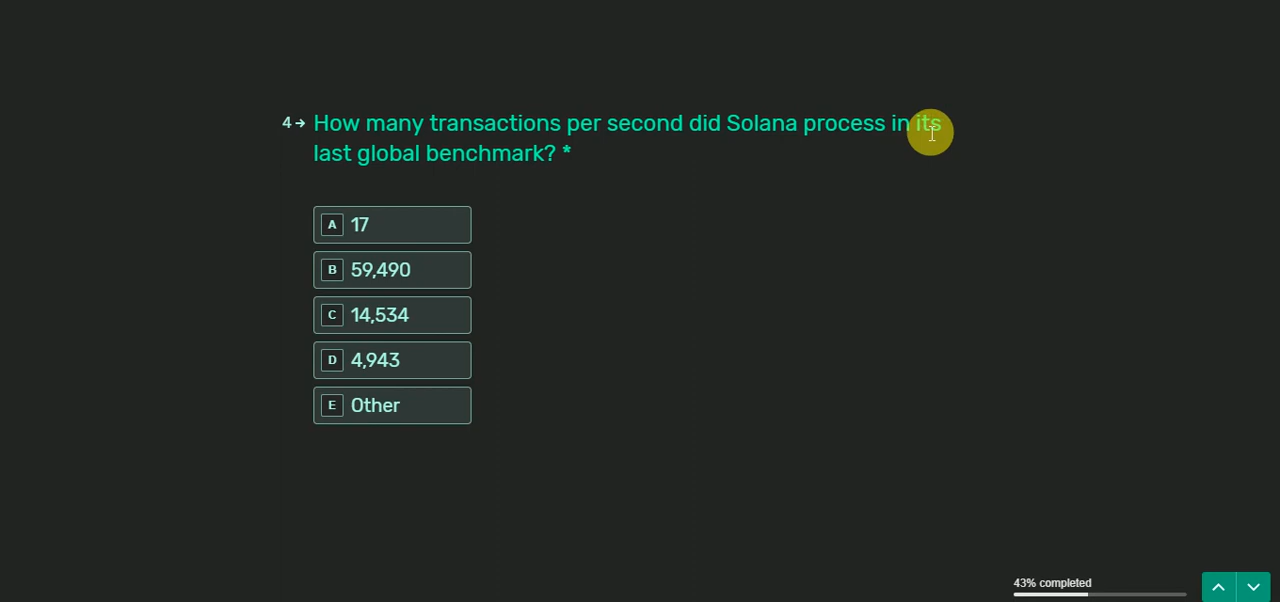 4→ How many transactions per second did Solana process in its
last global benchmark? *
A 17
B 59,490
C 14,534
D 4,943
E Other
43% completed